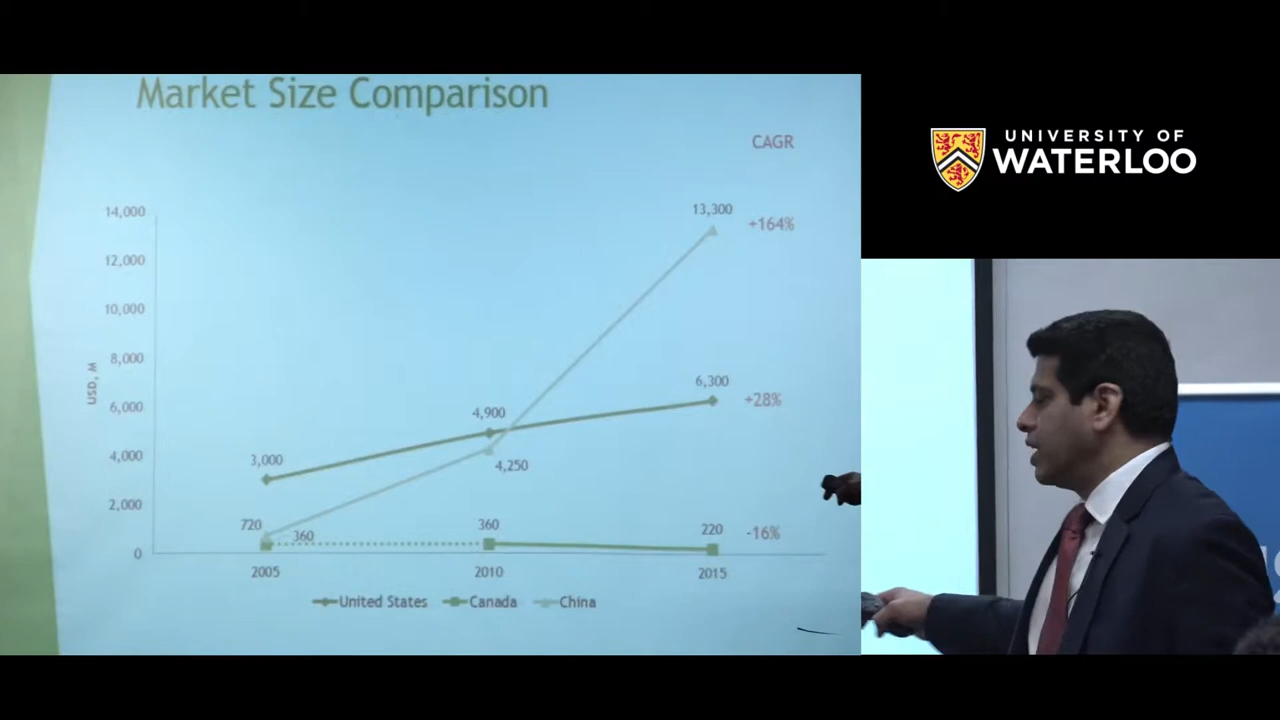 Market Size Comparison
CAGR
14,000
12,000
10,000
8,000
6,000
4,000
2,000
0
USD, M
13,300
+164%
6,300
+28%
4,900
4,250
3,000
720
360
360
220
-16%
2005
2010
2015
United States
Canada
China
UNIVERSITY OF
WATERLOO